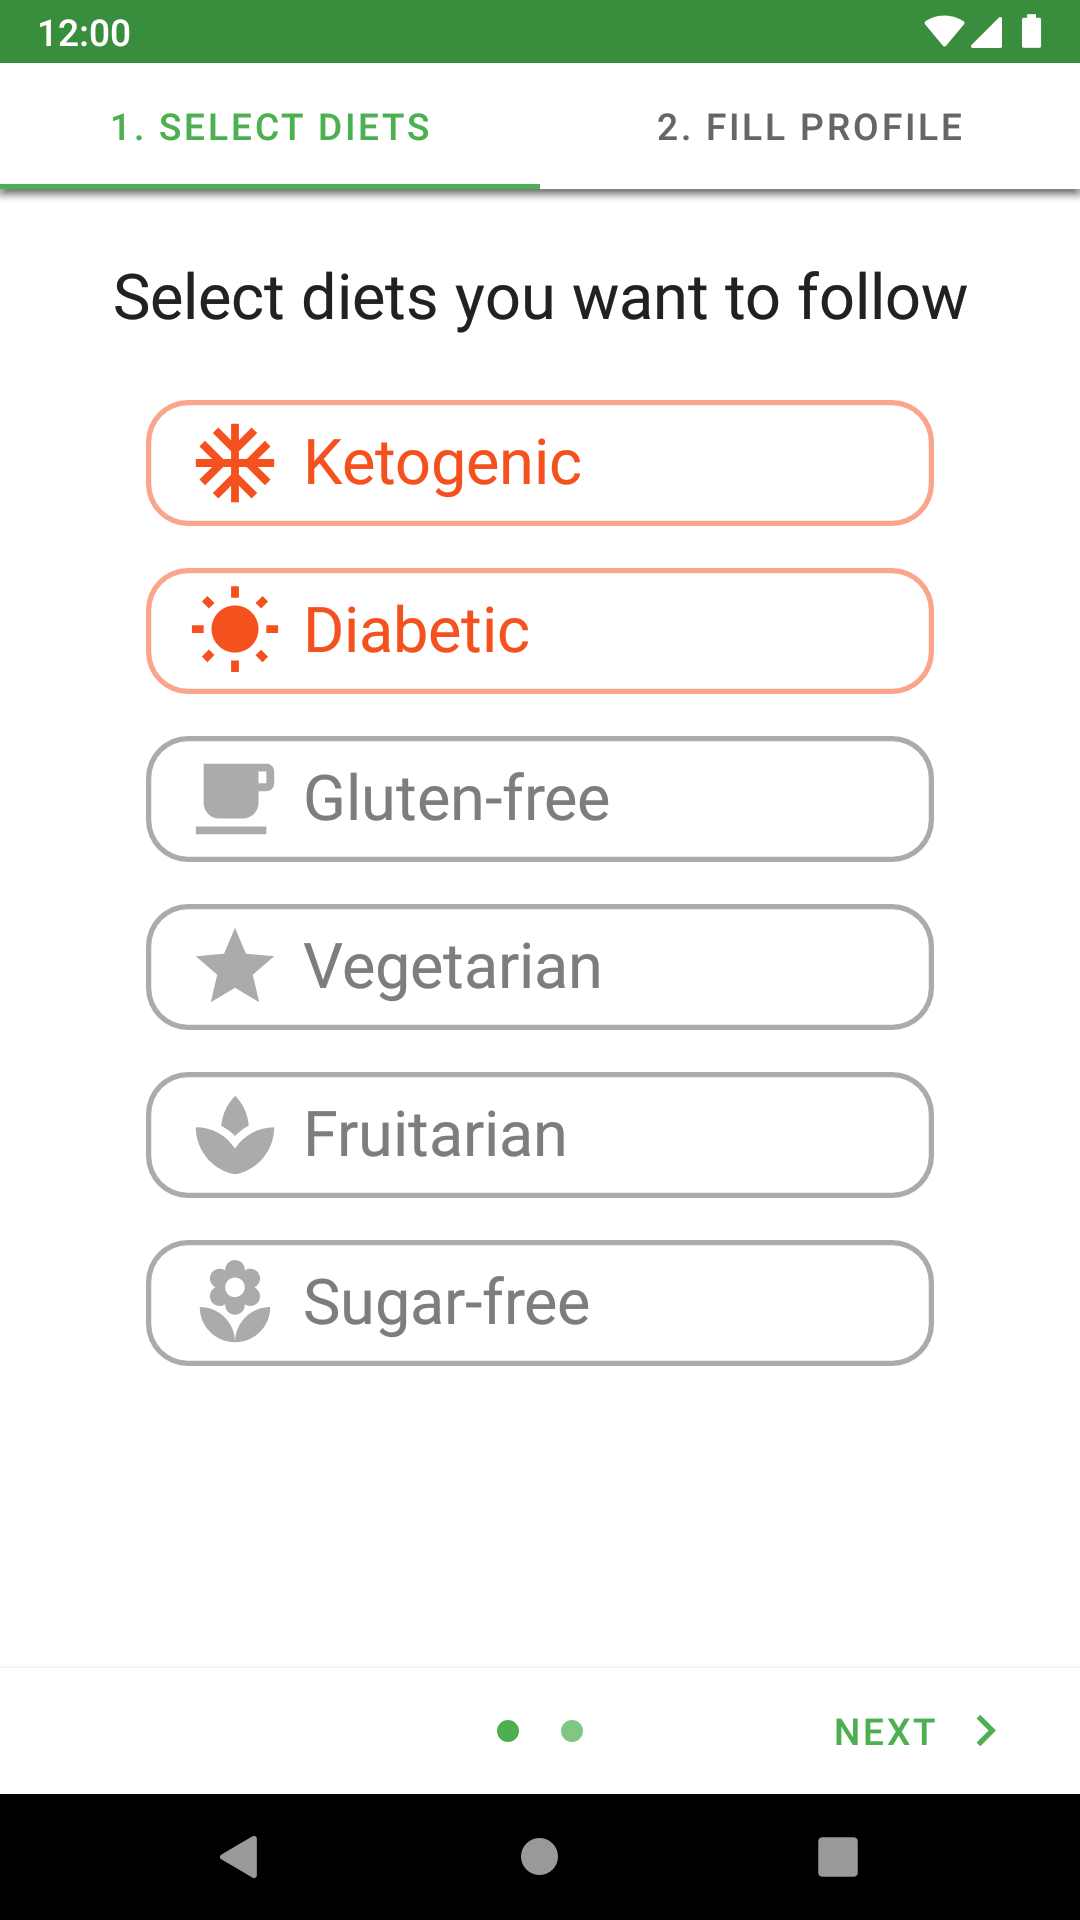 12:00
1. SELECT DIETS
2. FILL PROFILE
Select diets you want to follow
Ketogenic
Diabetic
Gluten-free
Vegetarian
Fruitarian
Sugar-free
NEXT